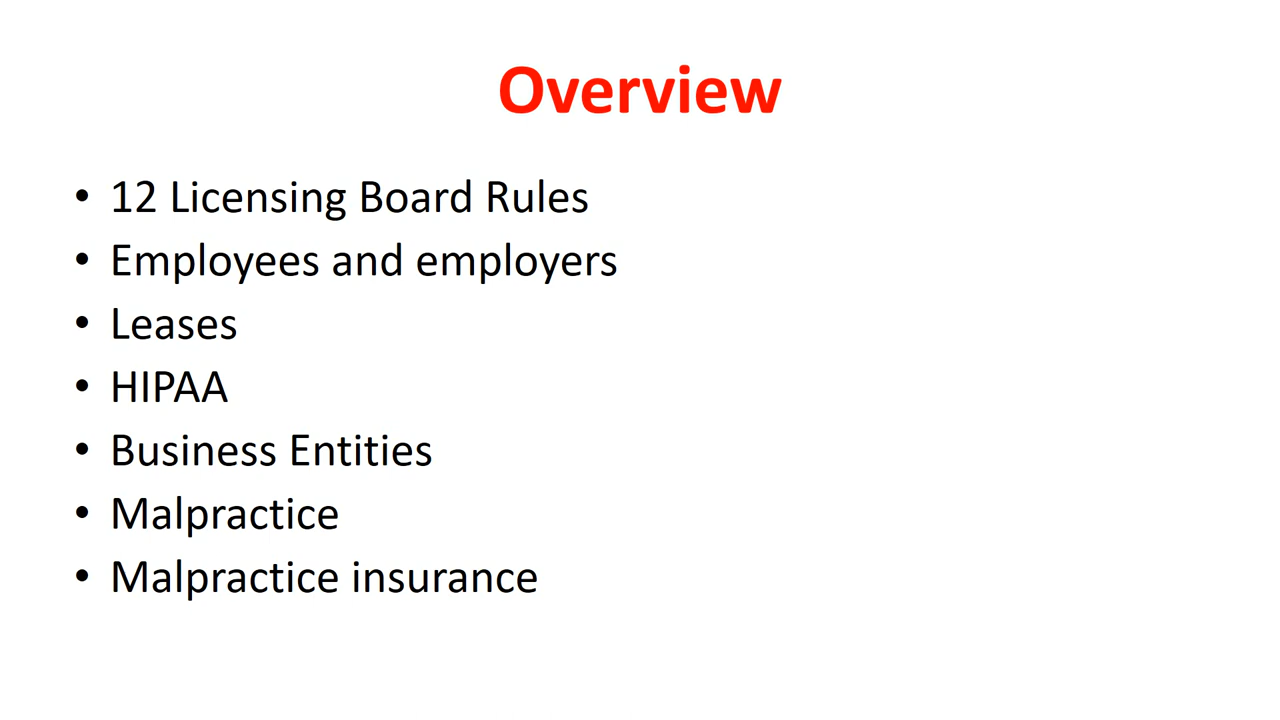 Overview
• 12 Licensing Board Rules
• Employees and employers
• Leases
• HIPAA
• Business Entities
• Malpractice
• Malpractice insurance